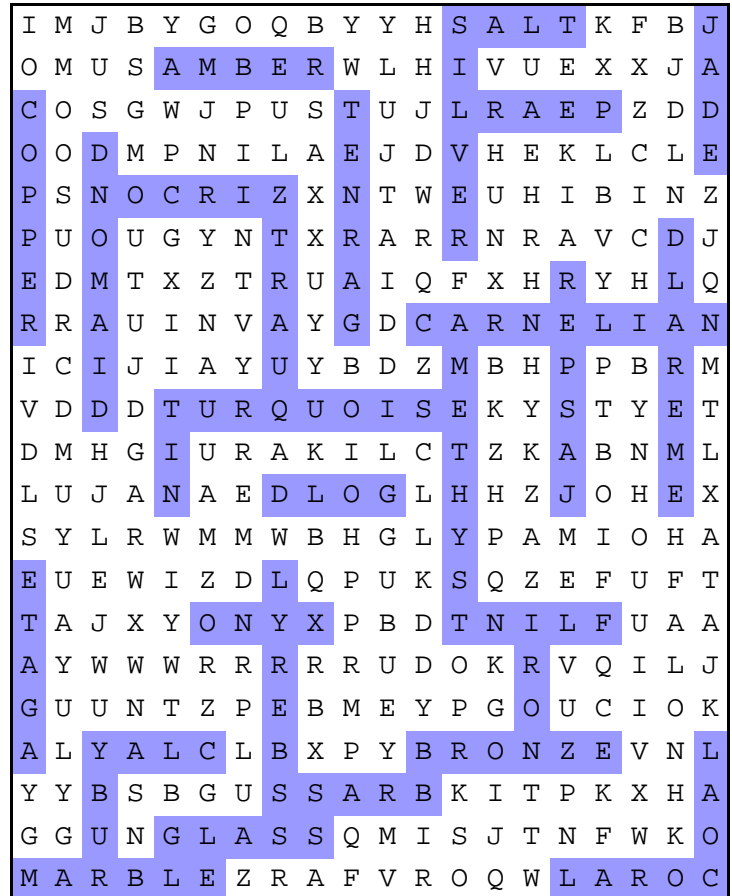 I M J B Y G O Q B Y Y H S A L T K F B J
O M U S A M B E R W L H I V U E X X J A
C O S G W J P U S T U J L R A E P Z D D
O O D M P N I L A E J D V H E K L C L E
P S N O C R I Z X N T W E U H I B I N Z
P U O U G Y N T X R A R R N R A V C D J
E D M T X Z T R U A I Q F X H R Y H L Q
R R A U I N V A Y G D C A R N E L I A N
I C I J I A Y U Y B D Z M B H P P B R M
V D D D T U R Q U O I S E K Y S T Y E T
D M H G I U R A K I L C T Z K A B N M L
L U J A N A E D L O G L H H Z J O H E X
S Y L R W M M W B H G L Y P A M I O H A
E U E W I Z D L Q P U K S Q Z E F U F T
T A J X Y O N Y X P B D T N I L F U A A
A Y W W W R R R R R U D O K R V Q I L J
G U U N T Z P E B M E Y P G O U C I O K
A L Y A L C L B X P Y B R O N Z E V N L
Y Y B S B G U S S A R B K I T P K X H A
G G U N G L A S S Q M I S J T N F W K O
M A R B L E Z R A F V R O Q W L A R O C